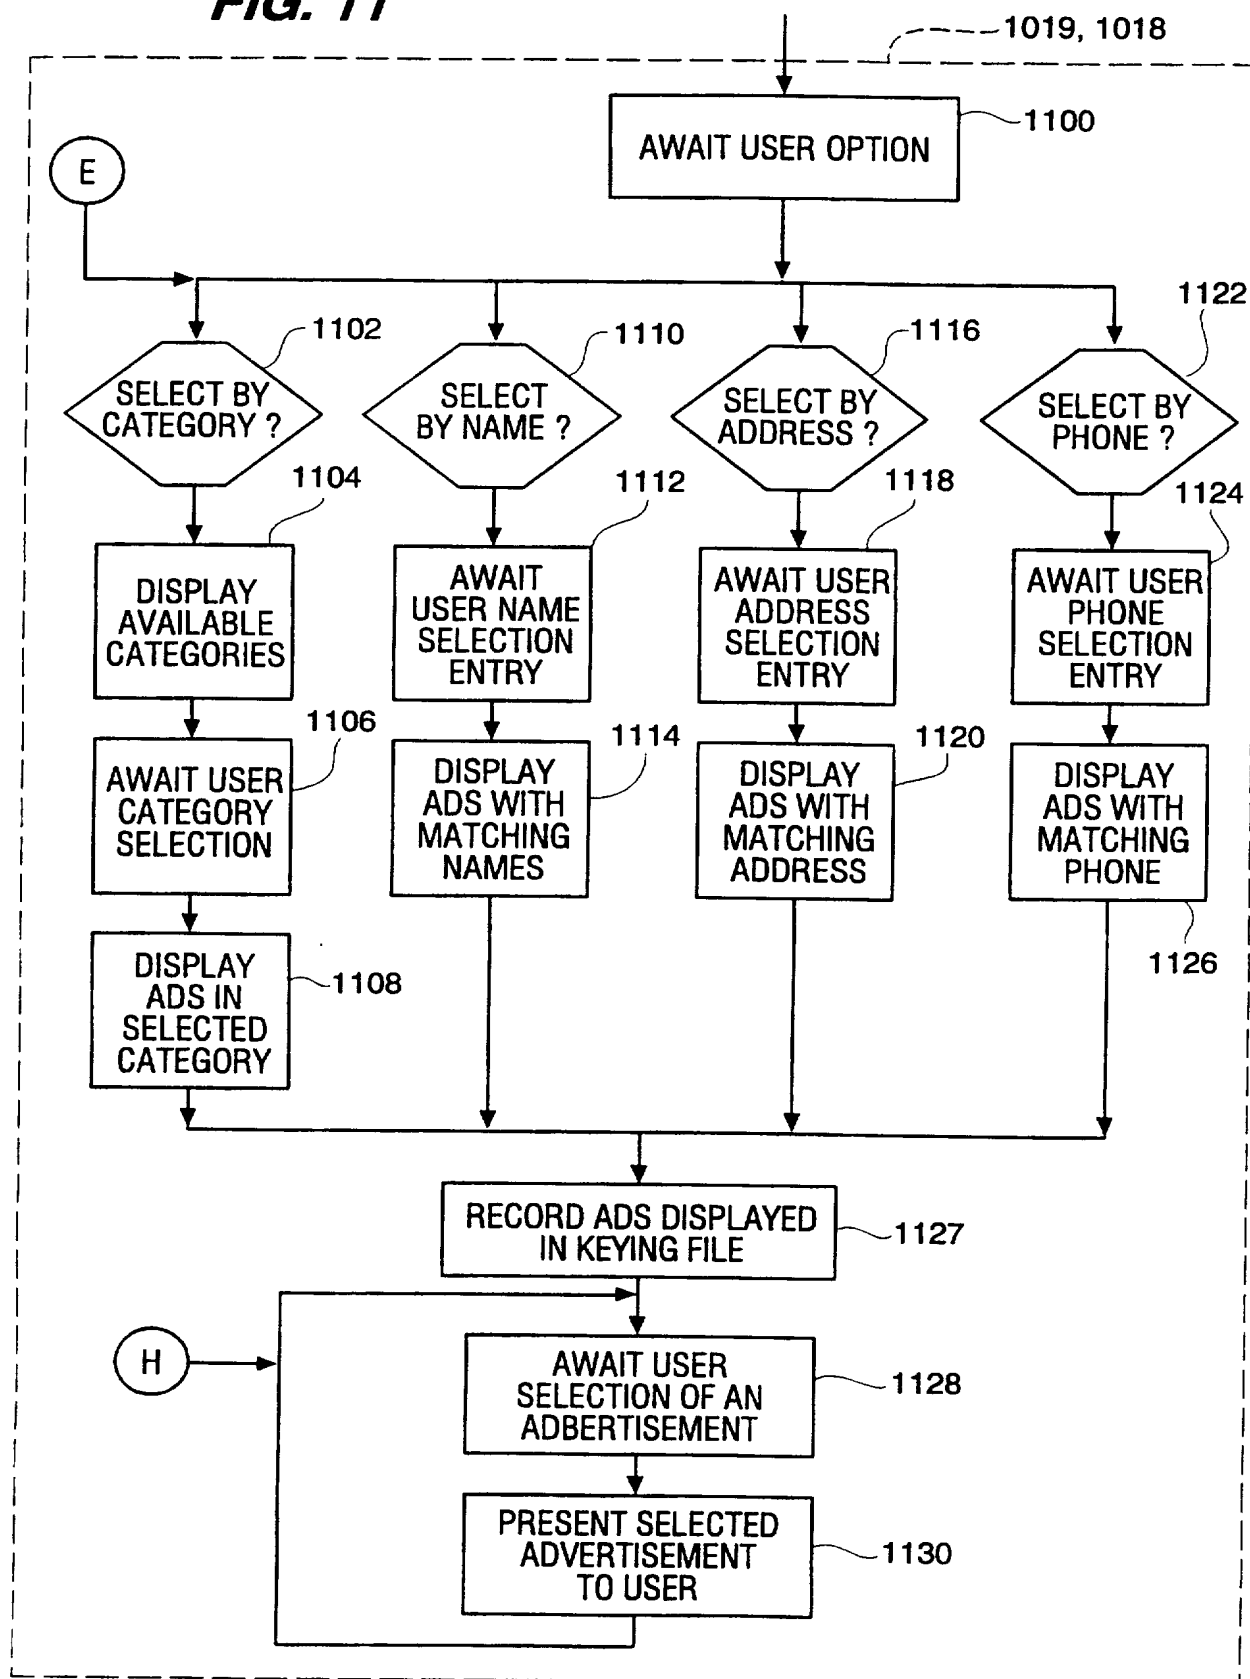 FIG. 11
1019, 1018
AWAIT USER OPTION
1100
E
1102
1110
1116
1122
SELECT BY
CATEGORY ?
SELECT
BY NAME ?
SELECT BY
ADDRESS ?
SELECT BY
PHONE ?
1104
1112
1118
1124
DISPLAY
AVAILABLE
CATEGORIES
AWAIT
USER NAME
SELECTION
ENTRY
AWAIT USER
ADDRESS
SELECTION
ENTRY
AWAIT USER
PHONE
SELECTION
ENTRY
1106
1114
1120
AWAIT USER
CATEGORY
SELECTION
DISPLAY
ADS WITH
MATCHING
NAMES
DISPLAY
ADS WITH
MATCHING
ADDRESS
DISPLAY
ADS WITH
MATCHING
PHONE
1126
DISPLAY
ADS IN
SELECTED
CATEGORY
1108
RECORD ADS DISPLAYED
IN KEYING FILE
1127
H
AWAIT USER
SELECTION OF AN
ADBERTISEMENT
1128
PRESENT SELECTED
ADVERTISEMENT
TO USER
1130